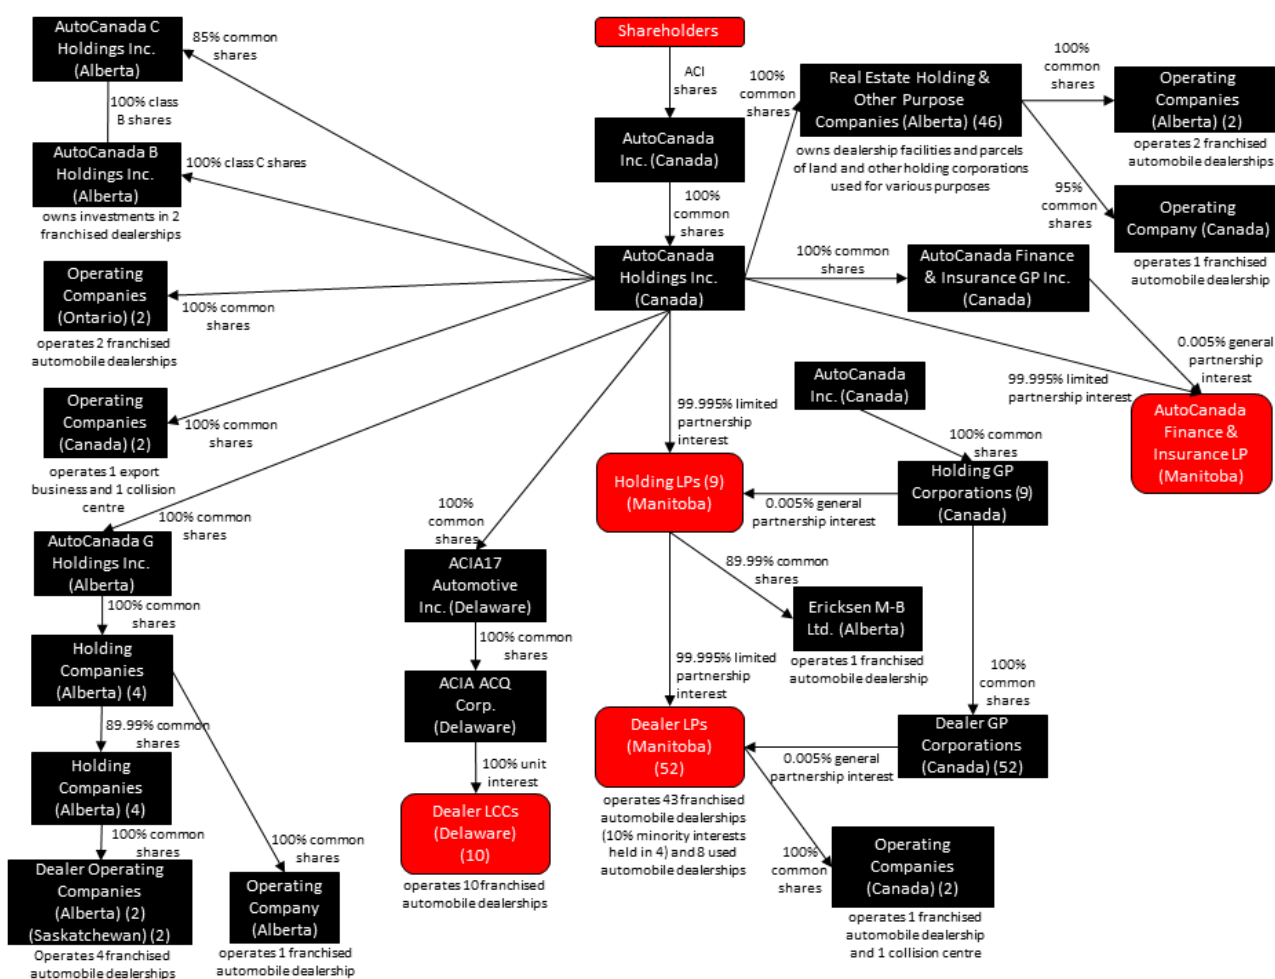 AutoCanada C
Holdings Inc.
(Alberta)
85% common
shares
100% class
B shares
AutoCanada B
Holdings Inc.
(Alberta)
100% class C shares
owns investments in 2
franchised dealerships
Operating
Companies
(Ontario) (2)
100% common
shares
operates 2 franchised
automobile dealerships
Operating
Companies
(Canada) (2)
100% common
shares
operates 1 export
business and 1 collision
centre
100% common
shares
AutoCanada G
Holdings Inc.
(Alberta)
100% common
shares
Holding
Companies
(Alberta) (4)
89.99% common
shares
Holding
Companies
(Alberta) (4)
100% common
shares
Dealer Operating
Companies
(Alberta) (2)
(Saskatchewan) (2)
Operates 4 franchised
automobile dealerships
100% common
shares
Operating
Company
(Alberta)
operates 1 franchised
automobile dealership
Shareholders
ACI
shares
AutoCanada
Inc. (Canada)
100%
common
shares
AutoCanada
Holdings Inc.
(Canada)
100%
common
shares
ACIA17
Automotive
Inc. (Delaware)
100% common
shares
ACIA ACQ
Corp.
(Delaware)
100% unit
interest
Dealer LCCs
(Delaware)
(10)
operates 10 franchised
automobile dealerships
99.995% limited
partnership
interest
Holding LPs (9)
(Manitoba)
0.005% general
partnership interest
89.99% common
shares
Ericksen M-B
Ltd. (Alberta)
operates 1 franchised
automobile dealership
99.995% limited
partnership
interest
Dealer LPs
(Manitoba)
(52)
operates 43 franchised
automobile dealerships
(10% minority interests
held in 4) and 8 used
automobile dealerships
0.005% general
partnership interest
100%
common
shares
Operating
Companies
(Canada) (2)
operates 1 franchised
automobile dealership
and 1 collision centre
100%
common
shares
Real Estate Holding &
Other Purpose
Companies (Alberta) (46)
owns dealership facilities and parcels
of land and other holding corporations
used for various purposes
100%
common
shares
Operating
Companies
(Alberta) (2)
operates 2 franchised
automobile dealerships
95%
common
shares
Operating
Company (Canada)
operates 1 franchised
automobile
dealership
100% common
shares
AutoCanada Finance
& Insurance GP Inc.
(Canada)
0.005% general
partnership
interest
99.995% limited
partnership interest
AutoCanada
Finance &
Insurance LP
(Manitoba)
AutoCanada
Inc. (Canada)
100% common
shares
Holding GP
Corporations (9)
(Canada)
100%
common
shares
Dealer GP
Corporations
(Canada) (52)